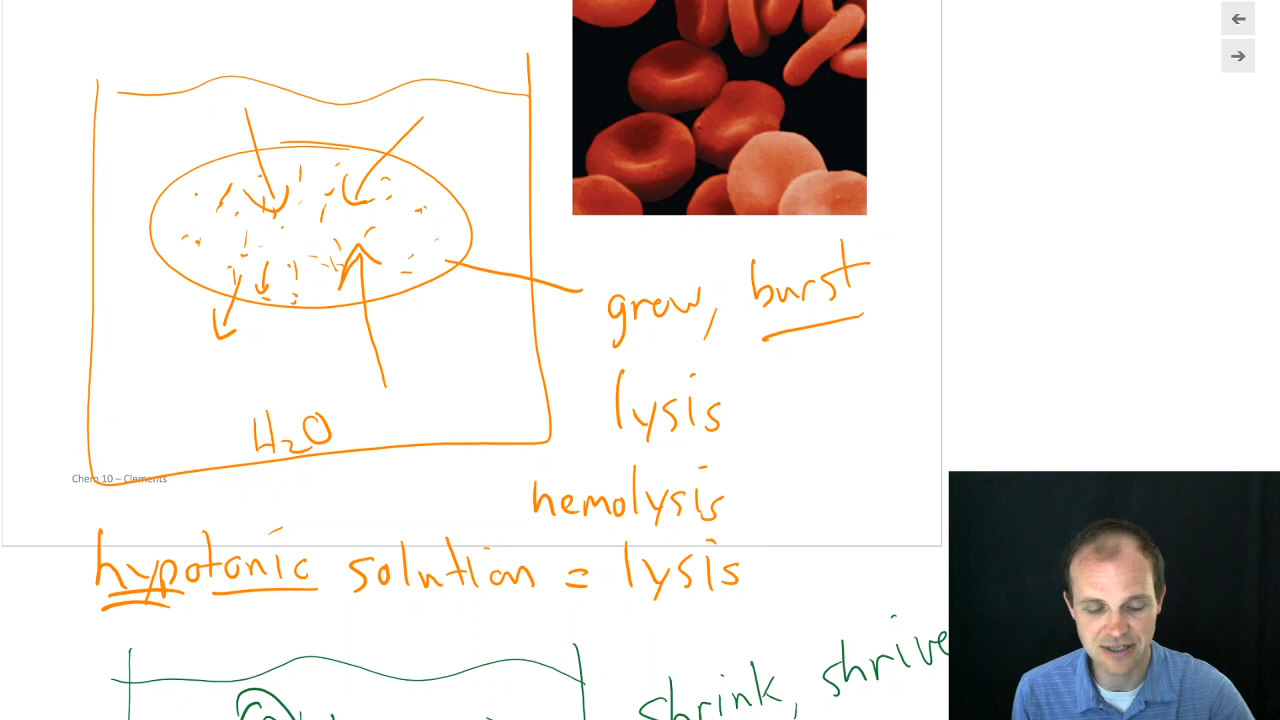 grow, burst
lysis
H₂O
Chem 10 – Clements
hemolysis
hypotonic solution = lysis
shrink, shrive